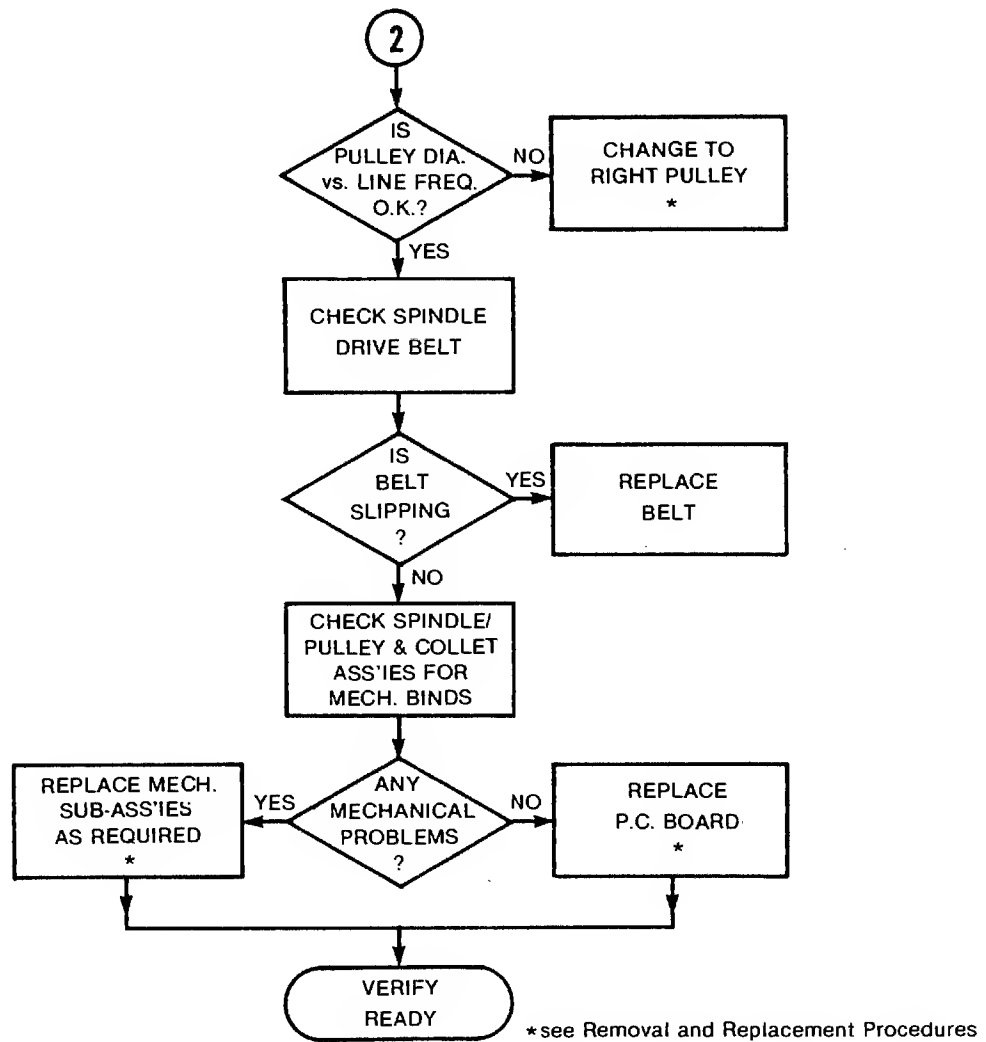 2
IS
PULLEY DIA.
vs. LINE FREQ.
O.K.?
NO
CHANGE TO
RIGHT PULLEY
*
YES
CHECK SPINDLE
DRIVE BELT
IS
BELT
SLIPPING
?
YES
REPLACE
BELT
NO
CHECK SPINDLE/
PULLEY & COLLET
ASS'IES FOR
MECH. BINDS
REPLACE MECH.
SUB-ASS'IES
AS REQUIRED
*
YES
ANY
MECHANICAL
PROBLEMS
?
NO
REPLACE
P.C. BOARD
*
VERIFY
READY
*see Removal and Replacement Procedures